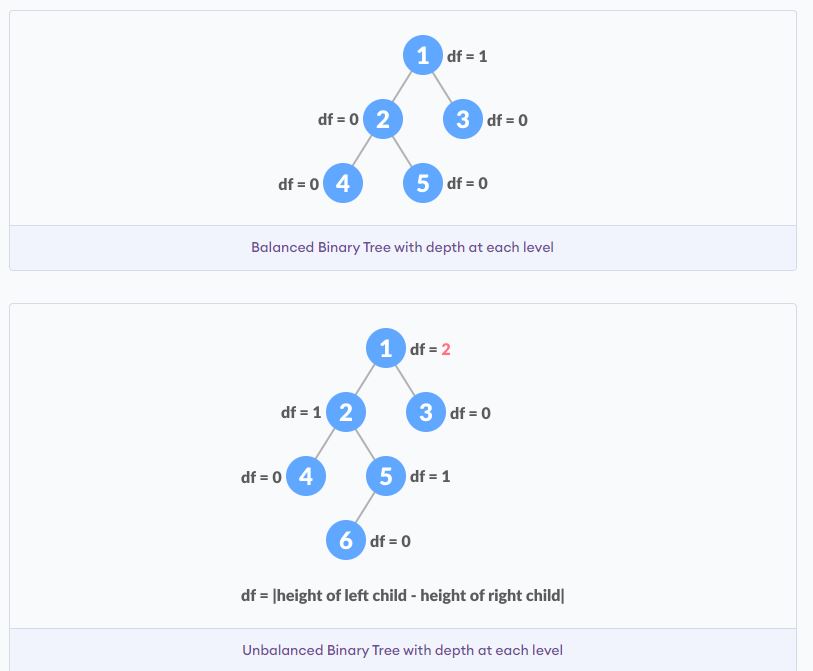 1 df = 1
df = 0 2 3 df = 0
df = 0 4 5 df = 0
Balanced Binary Tree with depth at each level
1 df = 2
df = 1 2 3 df = 0
df = 0 4 5 df = 1
6 df = 0
df = |height of left child - height of right child|
Unbalanced Binary Tree with depth at each level